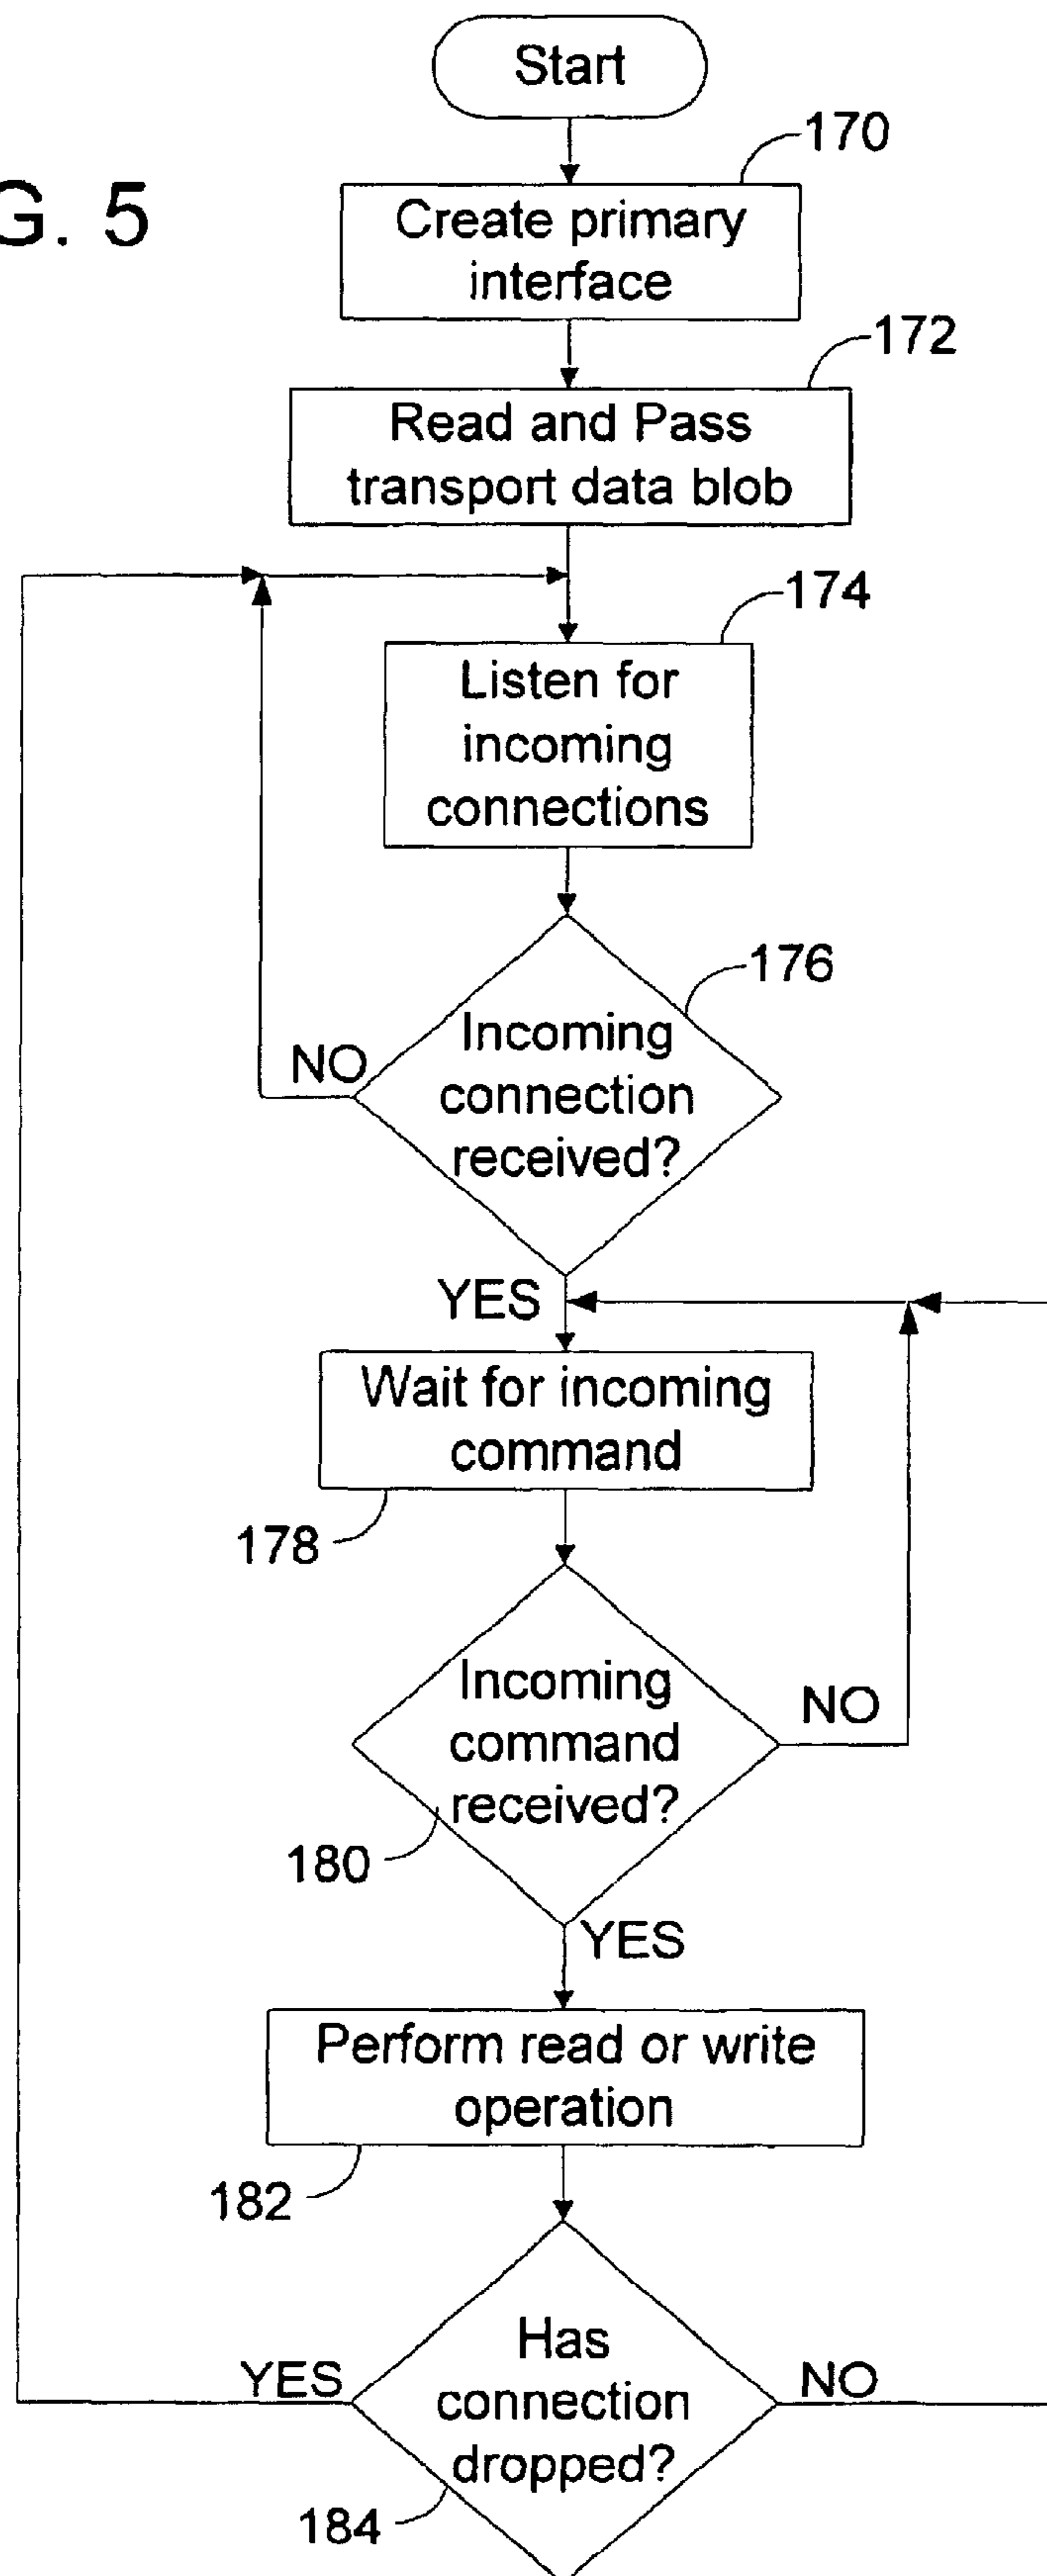 Start
170
G. 5
Create primary
interface
172
Read and Pass
transport data blob
174
Listen for
incoming
connections
176
Incoming
connection
received?
NO
YES
Wait for incoming
command
178
Incoming
command
received?
NO
180
YES
Perform read or write
operation
182
Has
connection
dropped?
YES
NO
184